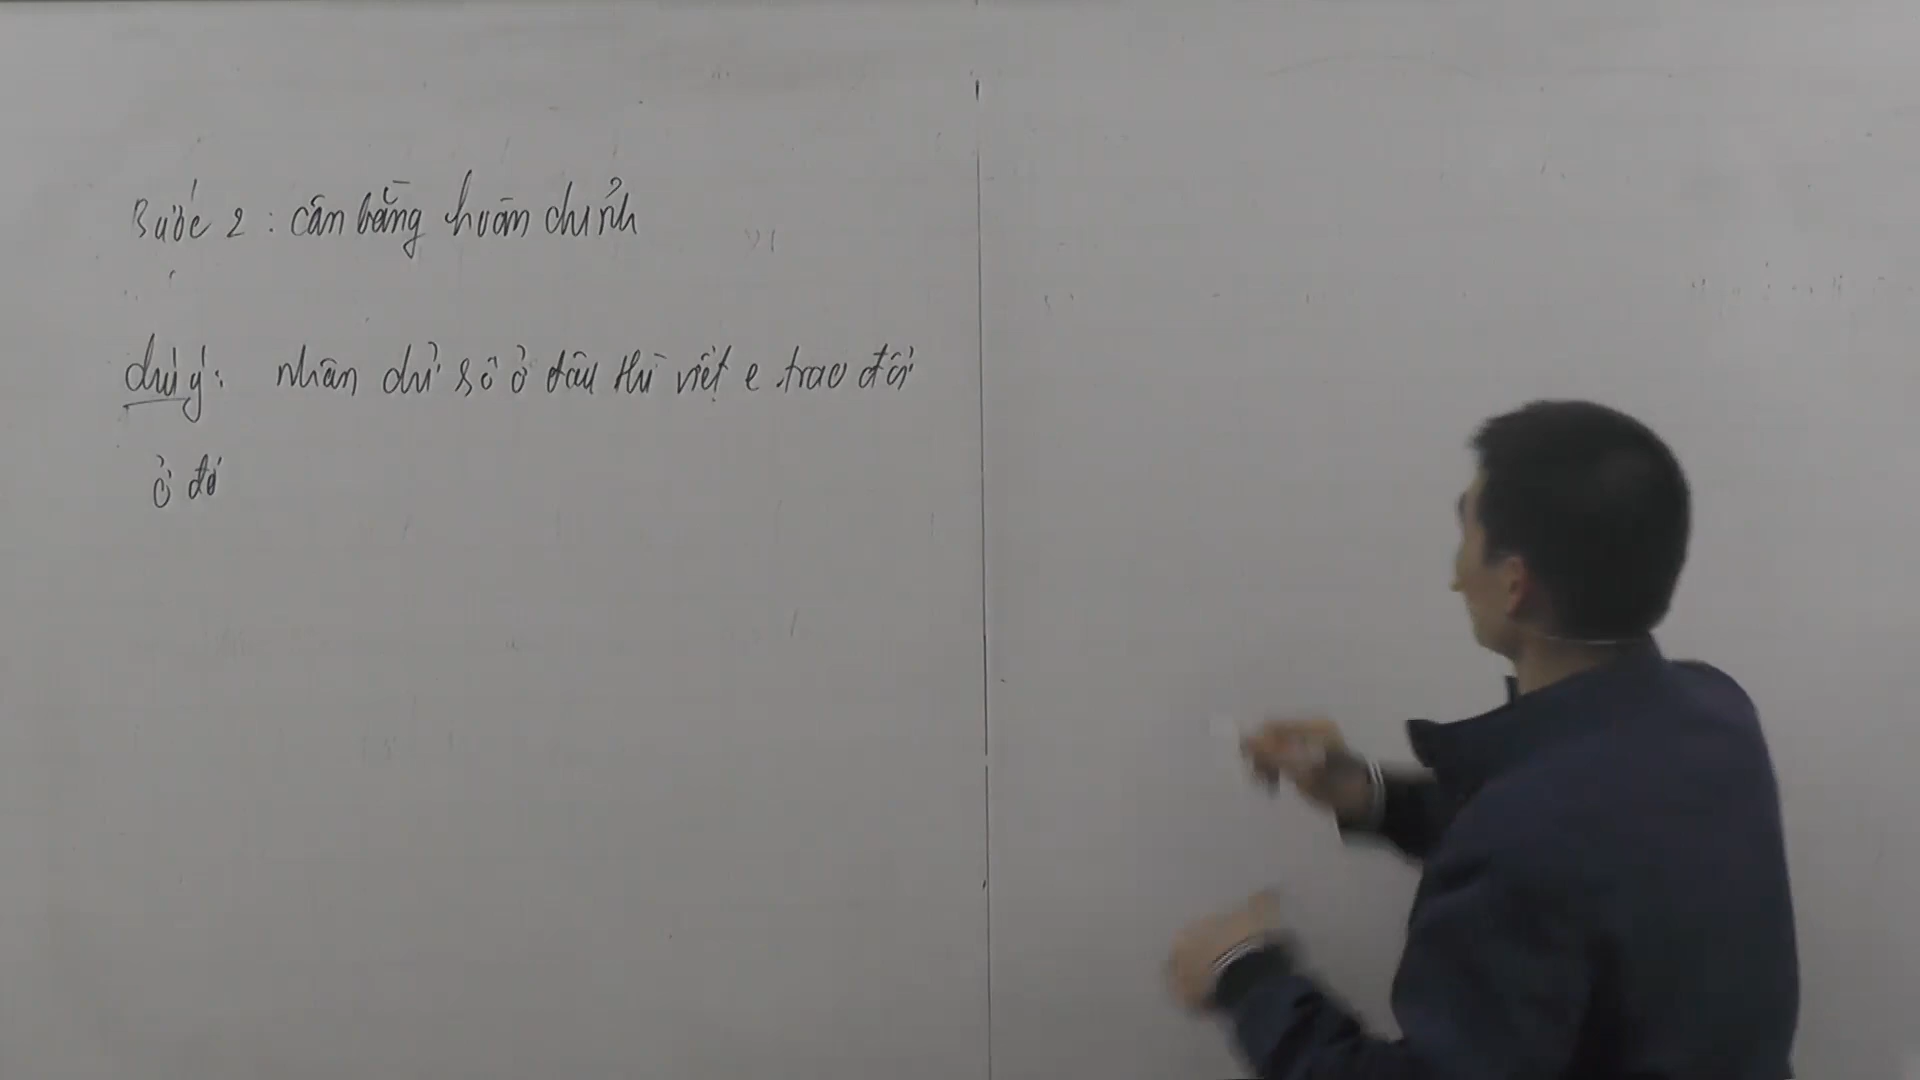 Bước 2 : cân bằng hoàn chỉnh
chú ý: nhân chỉ số ở đâu thì viết e trao đổi
ở đó